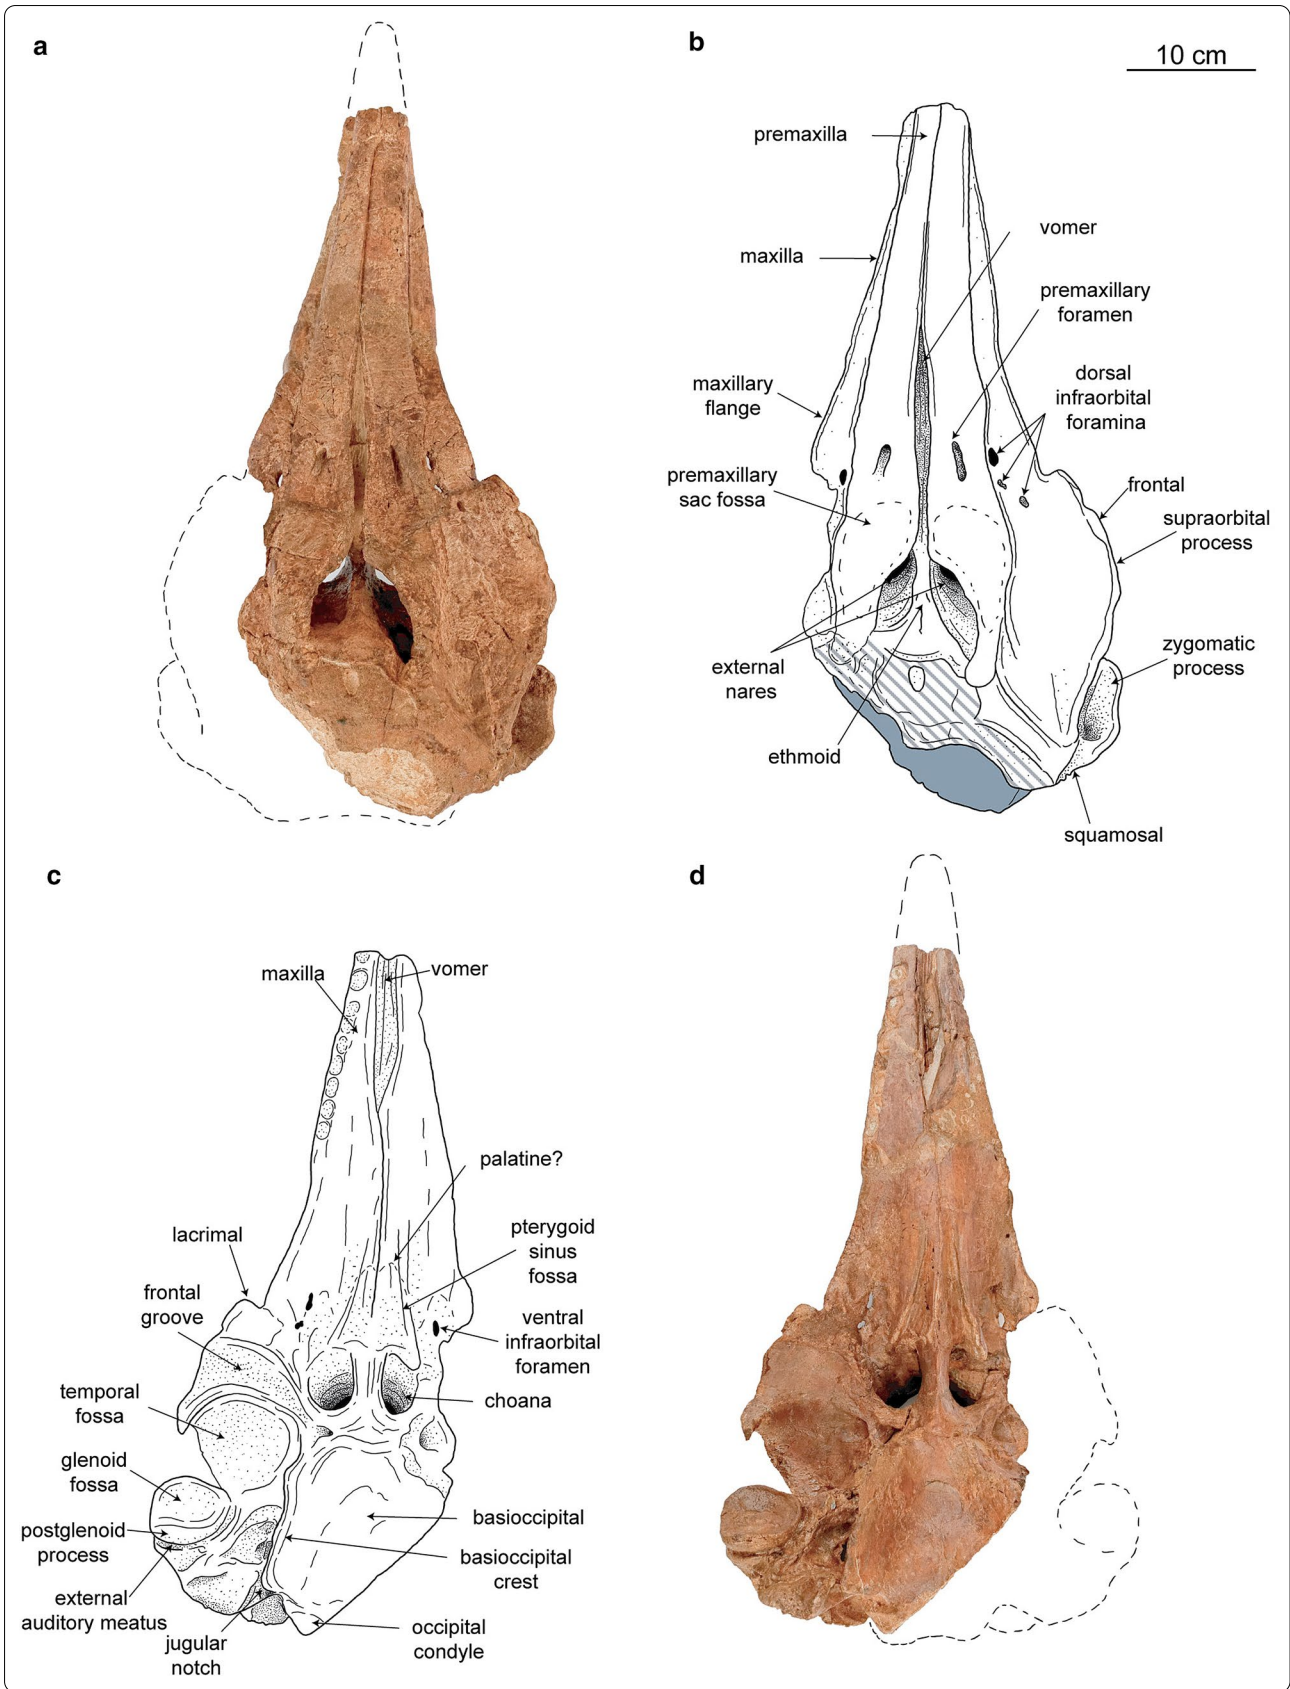 a
b
10 cm
premaxilla
vomer
maxilla
premaxillary
foramen
dorsal
infraorbital
foramina
maxillary
flange
premaxillary
sac fossa
frontal
supraorbital
process
zygomatic
process
external
nares
ethmoid
squamosal
c
d
maxilla
vomer
palatine?
lacrimal
pterygoid
sinus
fossa
frontal
groove
ventral
infraorbital
foramen
temporal
fossa
choana
glenoid
fossa
basioccipital
postglenoid
process
basioccipital
crest
external
auditory meatus
jugular
notch
occipital
condyle